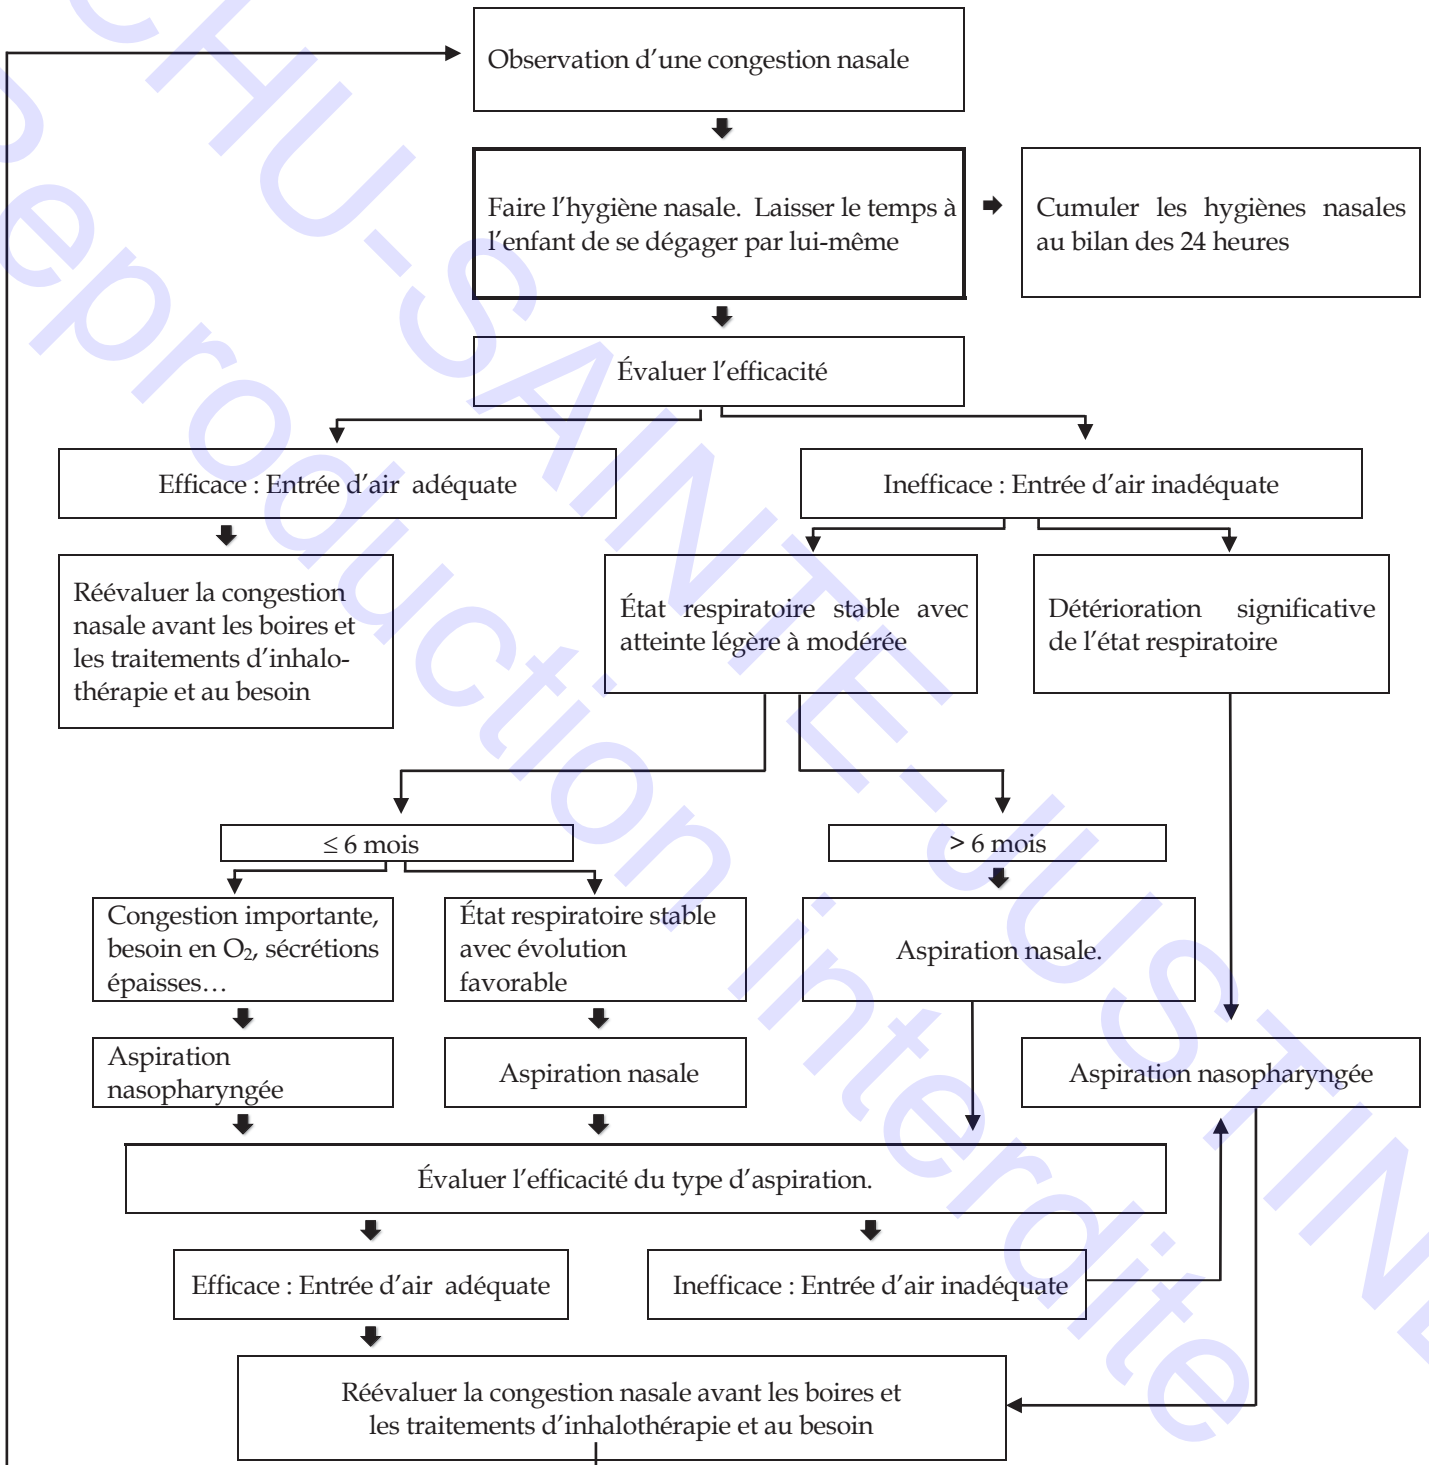 Observation d'une congestion nasale
Faire l'hygiène nasale. Laisser le temps à
l'enfant de se dégager par lui-même
Cumuler les hygiènes nasales
au bilan des 24 heures
Évaluer l'efficacité
Efficace : Entrée d'air adéquate
Inefficace : Entrée d'air inadéquate
Réévaluer la congestion
nasale avant les boires et
les traitements d'inhalo-
thérapie et au besoin
État respiratoire stable avec
atteinte légère à modérée
Détérioration significative
de l'état respiratoire
≤ 6 mois
> 6 mois
Congestion importante,
besoin en O₂, sécrétions
épaisses…
État respiratoire stable
avec évolution
favorable
Aspiration nasale.
Aspiration
nasopharyngée
Aspiration nasale
Aspiration nasopharyngée
Évaluer l'efficacité du type d'aspiration.
Efficace : Entrée d'air adéquate
Inefficace : Entrée d'air inadéquate
Réévaluer la congestion nasale avant les boires et
les traitements d'inhalothérapie et au besoin
CHU-SAINTE-JUSTINE
Reproduction interdite